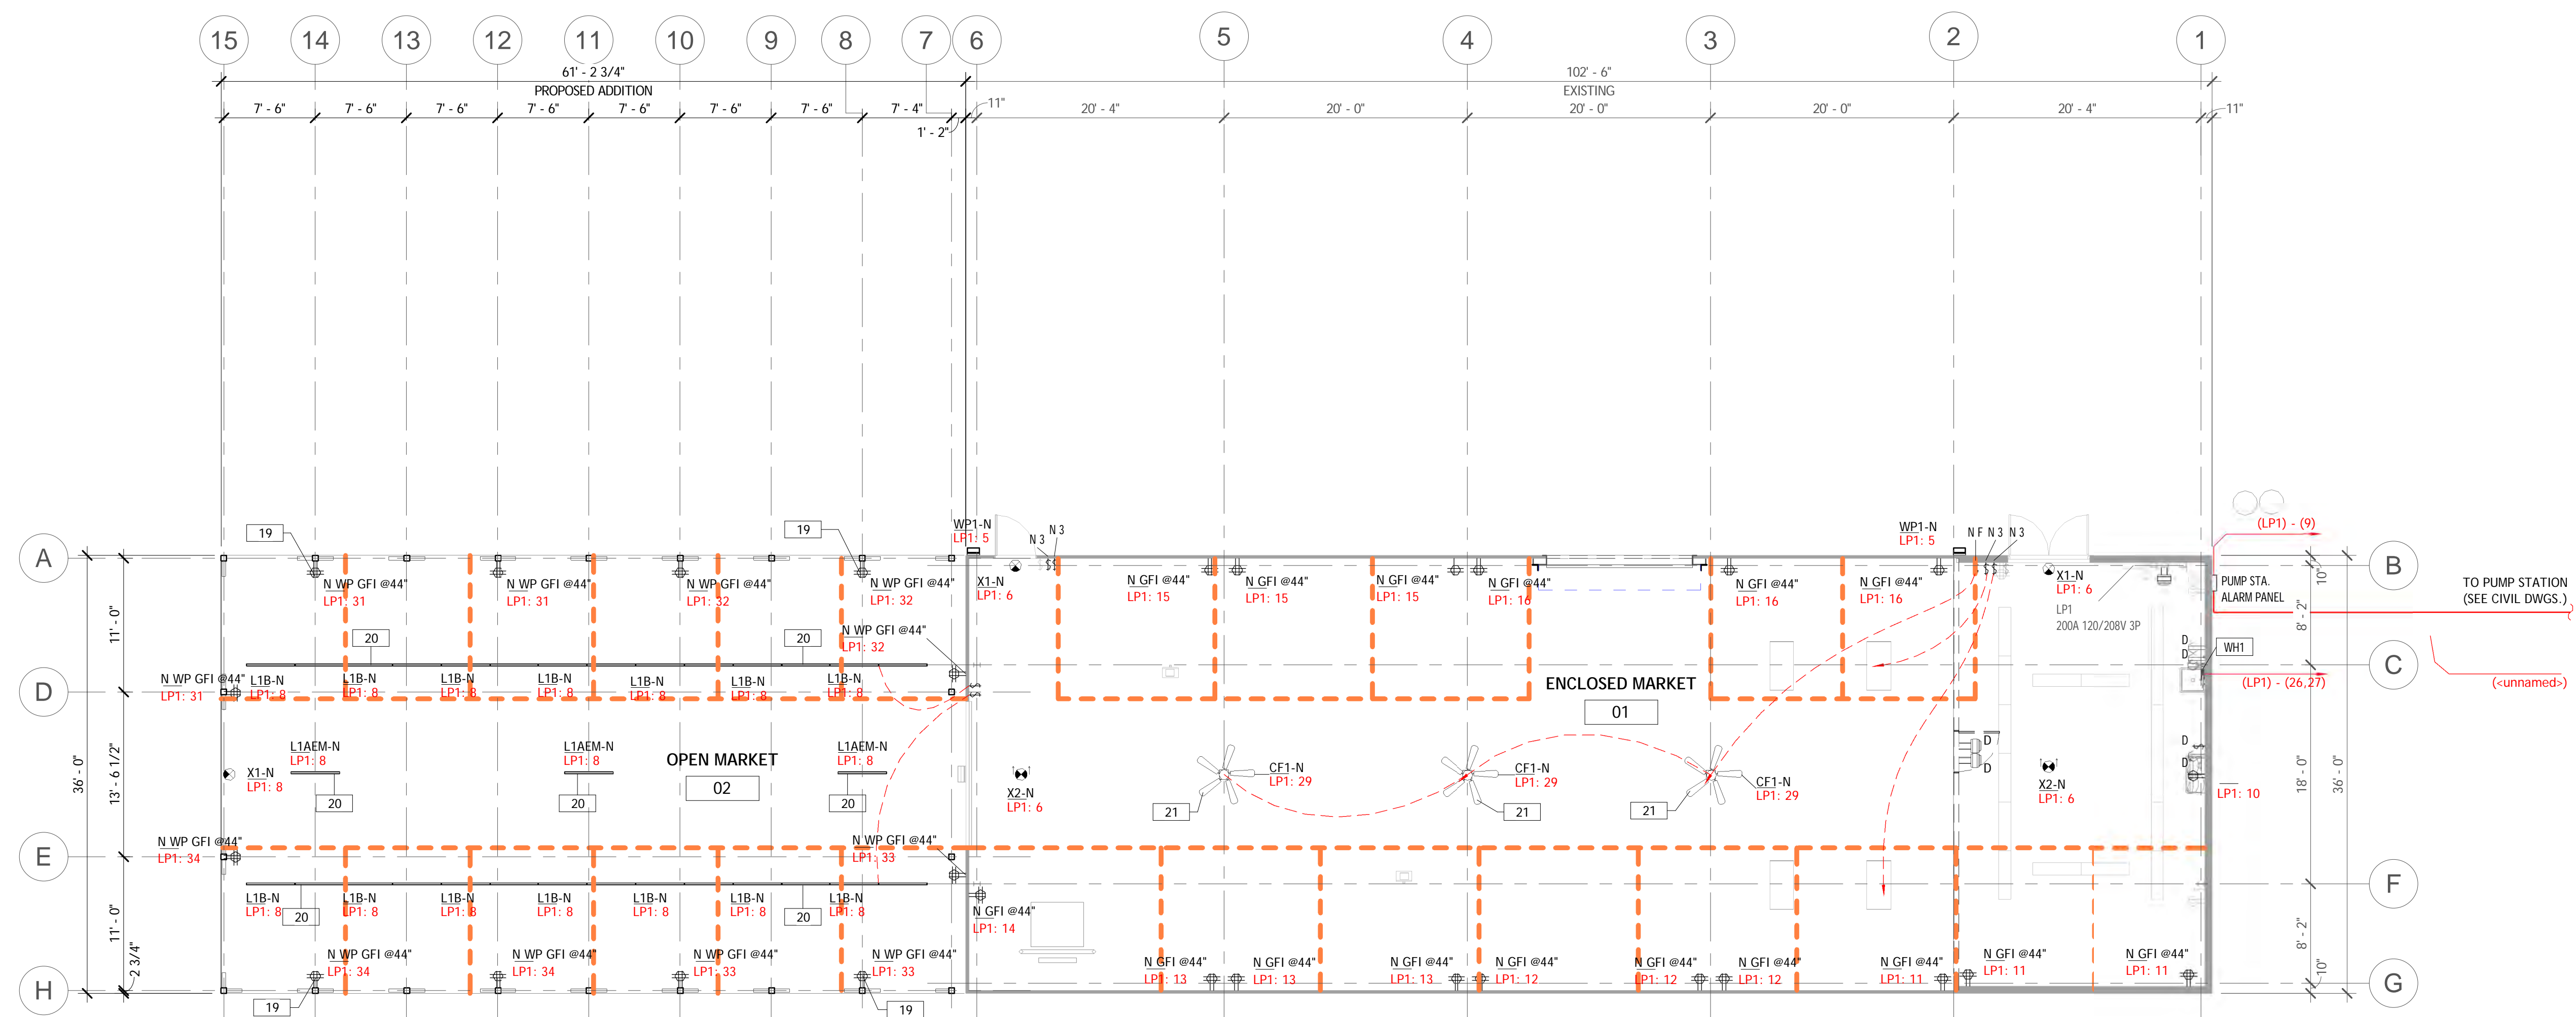 15 14 13 12 11 10 9 8 7 6 5 4 3 2 1
61' - 2 3/4"
PROPOSED ADDITION
102' - 6"
EXISTING
7' - 6" 7' - 6" 7' - 6" 7' - 6" 7' - 6" 7' - 6" 7' - 6" 7' - 4"
1' - 2"
11"
20' - 4" 20' - 0" 20' - 0" 20' - 0" 20' - 4"
11"
A
D
E
H
B
C
F
G
36' - 0"
11' - 0"
13' - 6 1/2"
11' - 0"
2 3/4"
19
19
N WP GFI @44"
LP1: 31
N WP GFI @44"
LP1: 31
N WP GFI @44"
LP1: 32
N WP GFI @44"
LP1: 32
20
20
N WP GFI @44"
LP1: 32
N WP GFI @44"
LP1: 31
L1B-N
LP1: 8
L1B-N
LP1: 8
L1B-N
LP1: 8
L1B-N
LP1: 8
L1B-N
LP1: 8
L1B-N
LP1: 8
L1B-N
LP1: 8
L1AEM-N
LP1: 8
L1AEM-N
LP1: 8
L1AEM-N
LP1: 8
20
20
20
X1-N
LP1: 8
OPEN MARKET
02
N WP GFI @44"
LP1: 34
N WP GFI @44"
LP1: 33
L1B-N
LP1: 8
L1B-N
LP1: 8
L1B-N
LP1: 8
L1B-N
LP1: 8
L1B-N
LP1: 8
L1B-N
LP1: 8
L1B-N
LP1: 8
20
20
N WP GFI @44"
LP1: 34
N WP GFI @44"
LP1: 34
N WP GFI @44"
LP1: 33
N WP GFI @44"
LP1: 33
19
19
WP1-N
LP1: 5
N 3
N 3
X1-N
LP1: 6
N GFI @44"
LP1: 15
N GFI @44"
LP1: 15
N GFI @44"
LP1: 15
N GFI @44"
LP1: 16
N GFI @44"
LP1: 16
N GFI @44"
LP1: 16
WP1-N
LP1: 5
N F N 3 N 3
X1-N
LP1: 6
LP1
200A 120/208V 3P
ENCLOSED MARKET
01
X2-N
LP1: 6
CF1-N
LP1: 29
CF1-N
LP1: 29
CF1-N
LP1: 29
21
21
21
D
D
D
D
D
D
X2-N
LP1: 6
LP1: 10
N GFI @44"
LP1: 14
N GFI @44"
LP1: 13
N GFI @44"
LP1: 13
N GFI @44"
LP1: 13
N GFI @44"
LP1: 12
N GFI @44"
LP1: 12
N GFI @44"
LP1: 12
N GFI @44"
LP1: 11
N GFI @44"
LP1: 11
N GFI @44"
LP1: 11
(LP1) - (9)
PUMP STA.
ALARM PANEL
TO PUMP STATION
(SEE CIVIL DWGS.)
WH1
(LP1) - (26,27)
(<unnamed>)
10"
8' - 2"
18' - 0"
36' - 0"
8' - 2"
10"